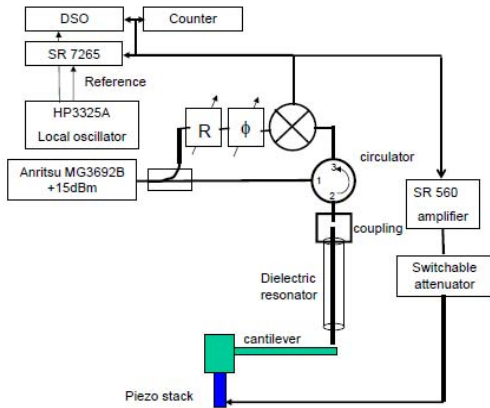 DSO
Counter
SR 7265
Reference
HP3325A
Local oscillator
R
ϕ
Anritsu MG3692B
+15dBm
circulator
1
2
3
SR 560
amplifier
coupling
Switchable
attenuator
Dielectric
resonator
cantilever
Piezo stack